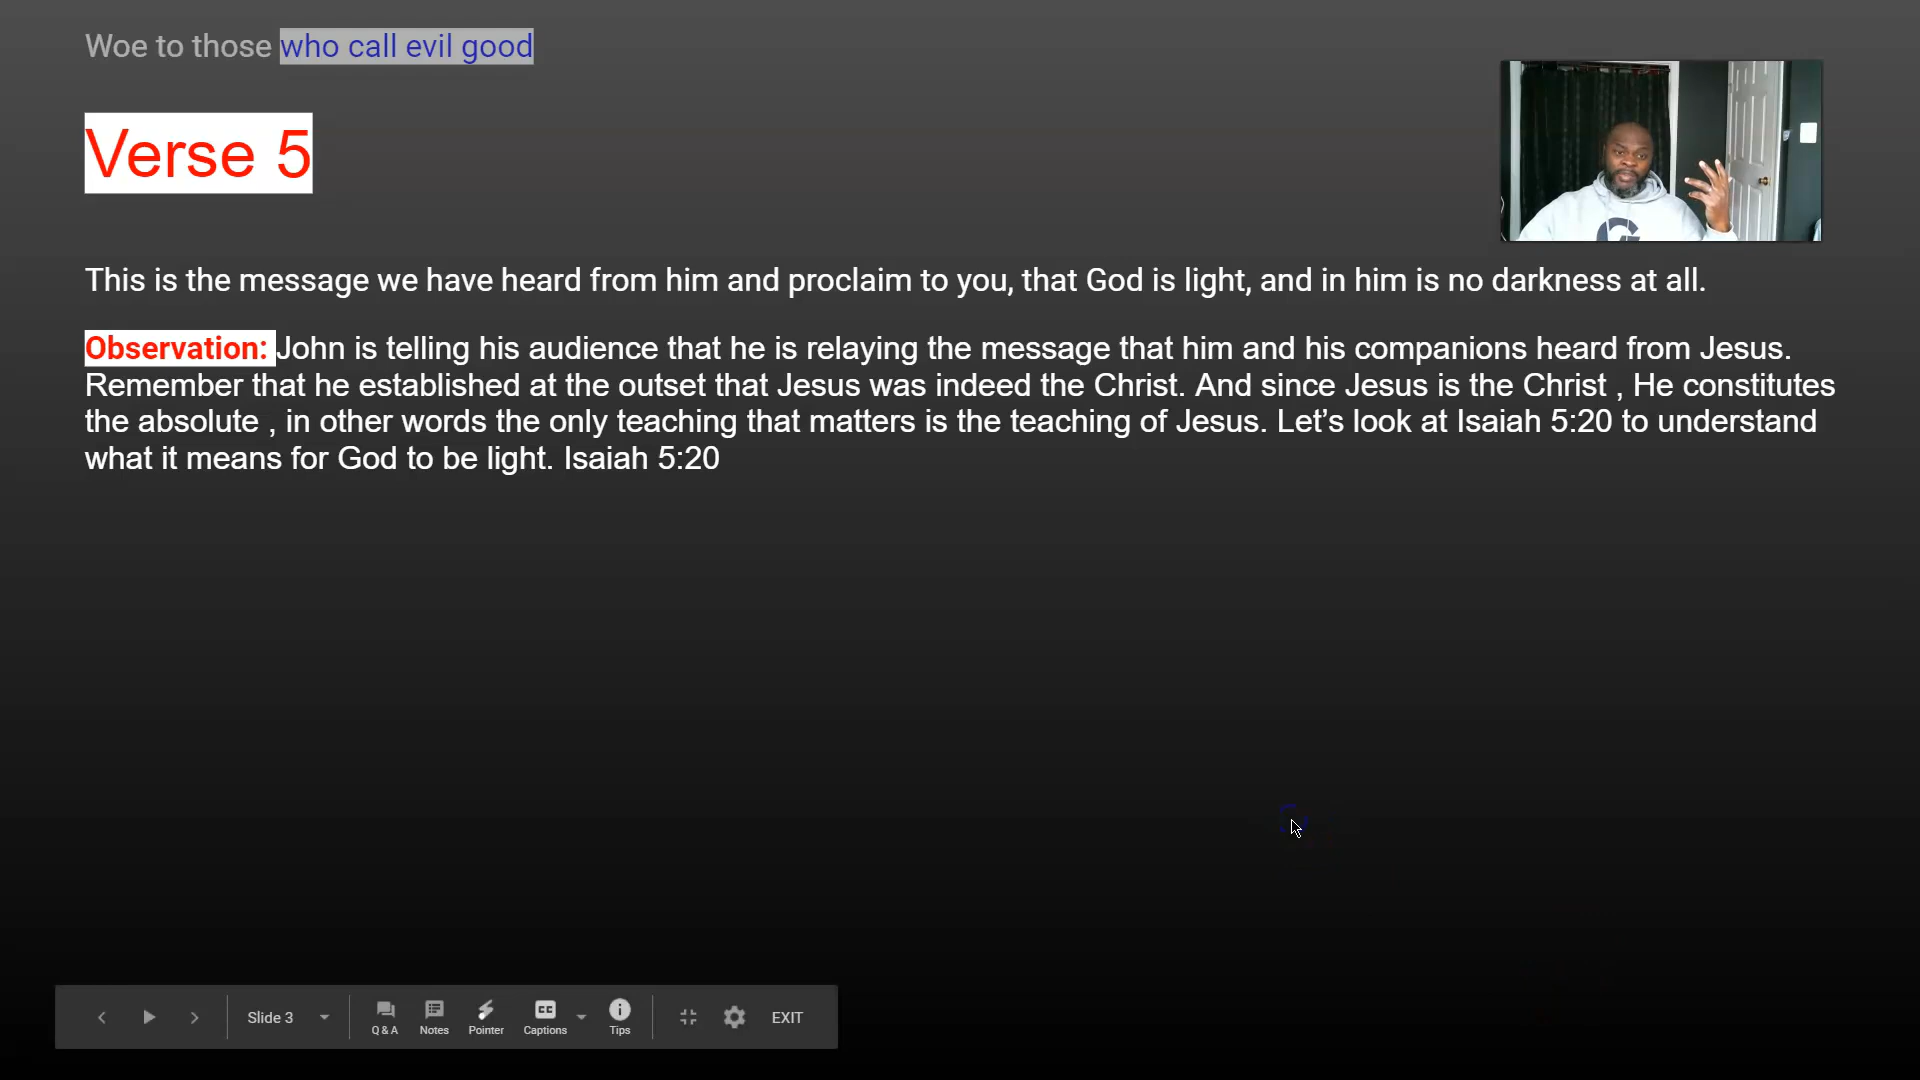 Woe to those who call evil good
Verse 5
This is the message we have heard from him and proclaim to you, that God is light, and in him is no darkness at all.
Observation: John is telling his audience that he is relaying the message that him and his companions heard from Jesus.
Remember that he established at the outset that Jesus was indeed the Christ. And since Jesus is the Christ , He constitutes
the absolute , in other words the only teaching that matters is the teaching of Jesus. Let’s look at Isaiah 5:20 to understand
what it means for God to be light. Isaiah 5:20
G
Slide 3
Q & A
Notes
Pointer
CC
Captions
Tips
EXIT